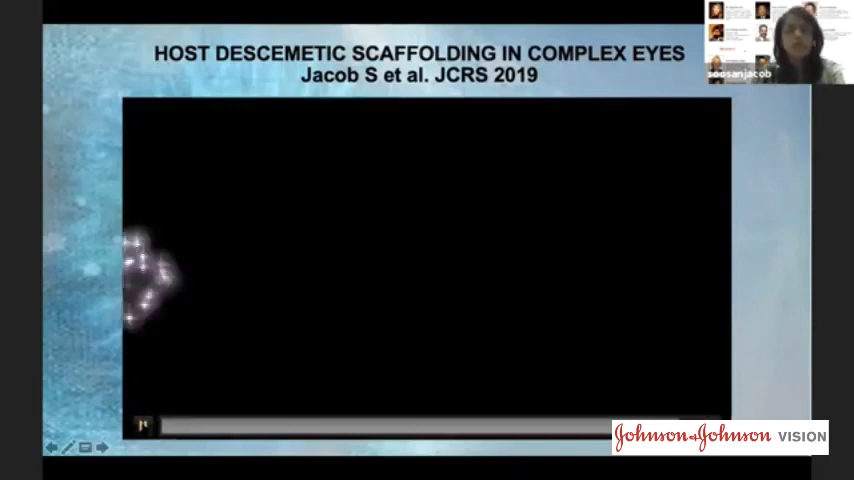 HOST DESCEMETIC SCAFFOLDING IN COMPLEX EYES
Jacob S et al. JCRS 2019
soosanjacob
Johnson & Johnson VISION